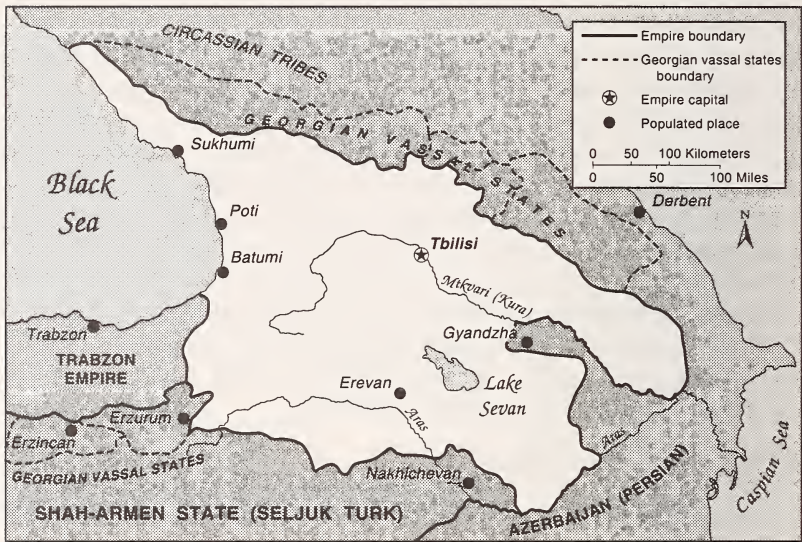 CIRCASSIAN TRIBES
Empire boundary
Georgian vassal states
boundary
Empire capital
Populated place
0 50 100 Kilometers
0 50 100 Miles
GEORGIAN VASSAL STATES
Sukhumi
Black
Sea
Derbent
N
Poti
Tbilisi
Batumi
Mtkvari (Kura)
Trabzon
Gyandzha
TRABZON
EMPIRE
Erevan
Lake
Sevan
Erzurum
Aras
Erzincan
Aras
GEORGIAN VASSAL STATES
Nakhichevan
Caspian Sea
SHAH-ARMEN STATE (SELJUK TURK)
AZERBAIJAN (PERSIAN)